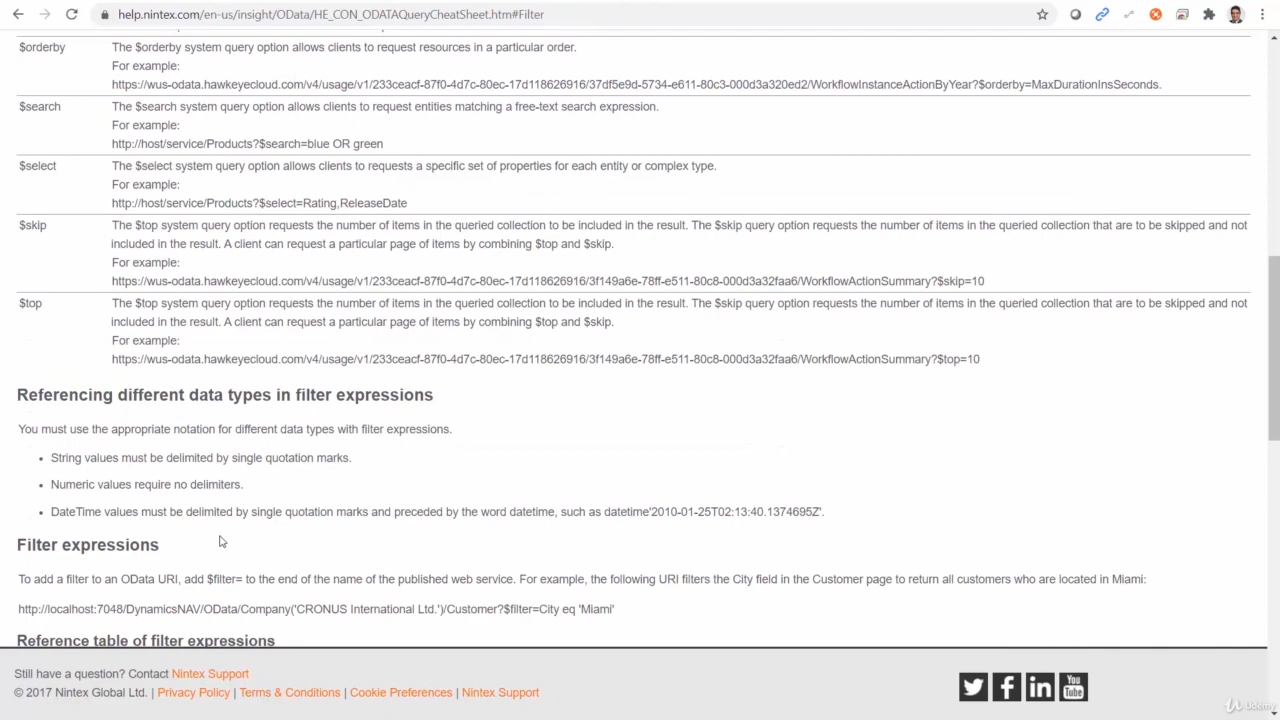 help.nintex.com/en-us/insight/OData/HE_CON_ODATAQueryCheatSheet.htm#Filter
$orderby The $orderby system query option allows clients to request resources in a particular order.
For example:
https://wus-odata.hawkeyecloud.com/v4/usage/v1/233ceacf-87f0-4d7c-80ec-17d118626916/37df5e9d-5734-e611-80c3-000d3a320ed2/WorkflowInstanceActionByYear?$orderby=MaxDurationInsSeconds.
$search The $search system query option allows clients to request entities matching a free-text search expression.
For example:
http://host/service/Products?$search=blue OR green
$select The $select system query option allows clients to requests a specific set of properties for each entity or complex type.
For example:
http://host/service/Products?$select=Rating,ReleaseDate
$skip The $top system query option requests the number of items in the queried collection to be included in the result. The $skip query option requests the number of items in the queried collection that are to be skipped and not
included in the result. A client can request a particular page of items by combining $top and $skip.
For example:
https://wus-odata.hawkeyecloud.com/v4/usage/v1/233ceacf-87f0-4d7c-80ec-17d118626916/3f149a6e-78ff-e511-80c8-000d3a32faa6/WorkflowActionSummary?$skip=10
$top The $top system query option requests the number of items in the queried collection to be included in the result. The $skip query option requests the number of items in the queried collection that are to be skipped and not
included in the result. A client can request a particular page of items by combining $top and $skip.
For example:
https://wus-odata.hawkeyecloud.com/v4/usage/v1/233ceacf-87f0-4d7c-80ec-17d118626916/3f149a6e-78ff-e511-80c8-000d3a32faa6/WorkflowActionSummary?$top=10
Referencing different data types in filter expressions
You must use the appropriate notation for different data types with filter expressions.
• String values must be delimited by single quotation marks.
• Numeric values require no delimiters.
• DateTime values must be delimited by single quotation marks and preceded by the word datetime, such as datetime'2010-01-25T02:13:40.1374695Z'.
Filter expressions
To add a filter to an OData URI, add $filter= to the end of the name of the published web service. For example, the following URI filters the City field in the Customer page to return all customers who are located in Miami:
http://localhost:7048/DynamicsNAV/OData/Company('CRONUS International Ltd.')/Customer?$filter=City eq 'Miami'
Reference table of filter expressions
Still have a question? Contact Nintex Support
© 2017 Nintex Global Ltd. | Privacy Policy | Terms & Conditions | Cookie Preferences | Nintex Support
You Tube
Udemy